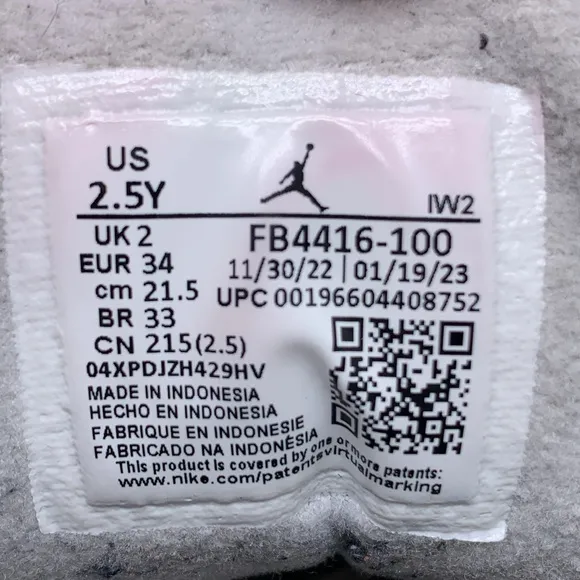 US
2.5Y
IW2
UK 2
FB4416-100
EUR 34
11/30/22 | 01/19/23
cm 21.5
UPC 00196604408752
BR 33
CN 215(2.5)
04XPDJZH429HV
MADE IN INDONESIA
HECHO EN INDONESIA
FABRIQUE EN INDONESIE
FABRICADO NA INDONÉSIA
This product is covered by one or more patents:
www.nike.com/patentsvirtualmarking